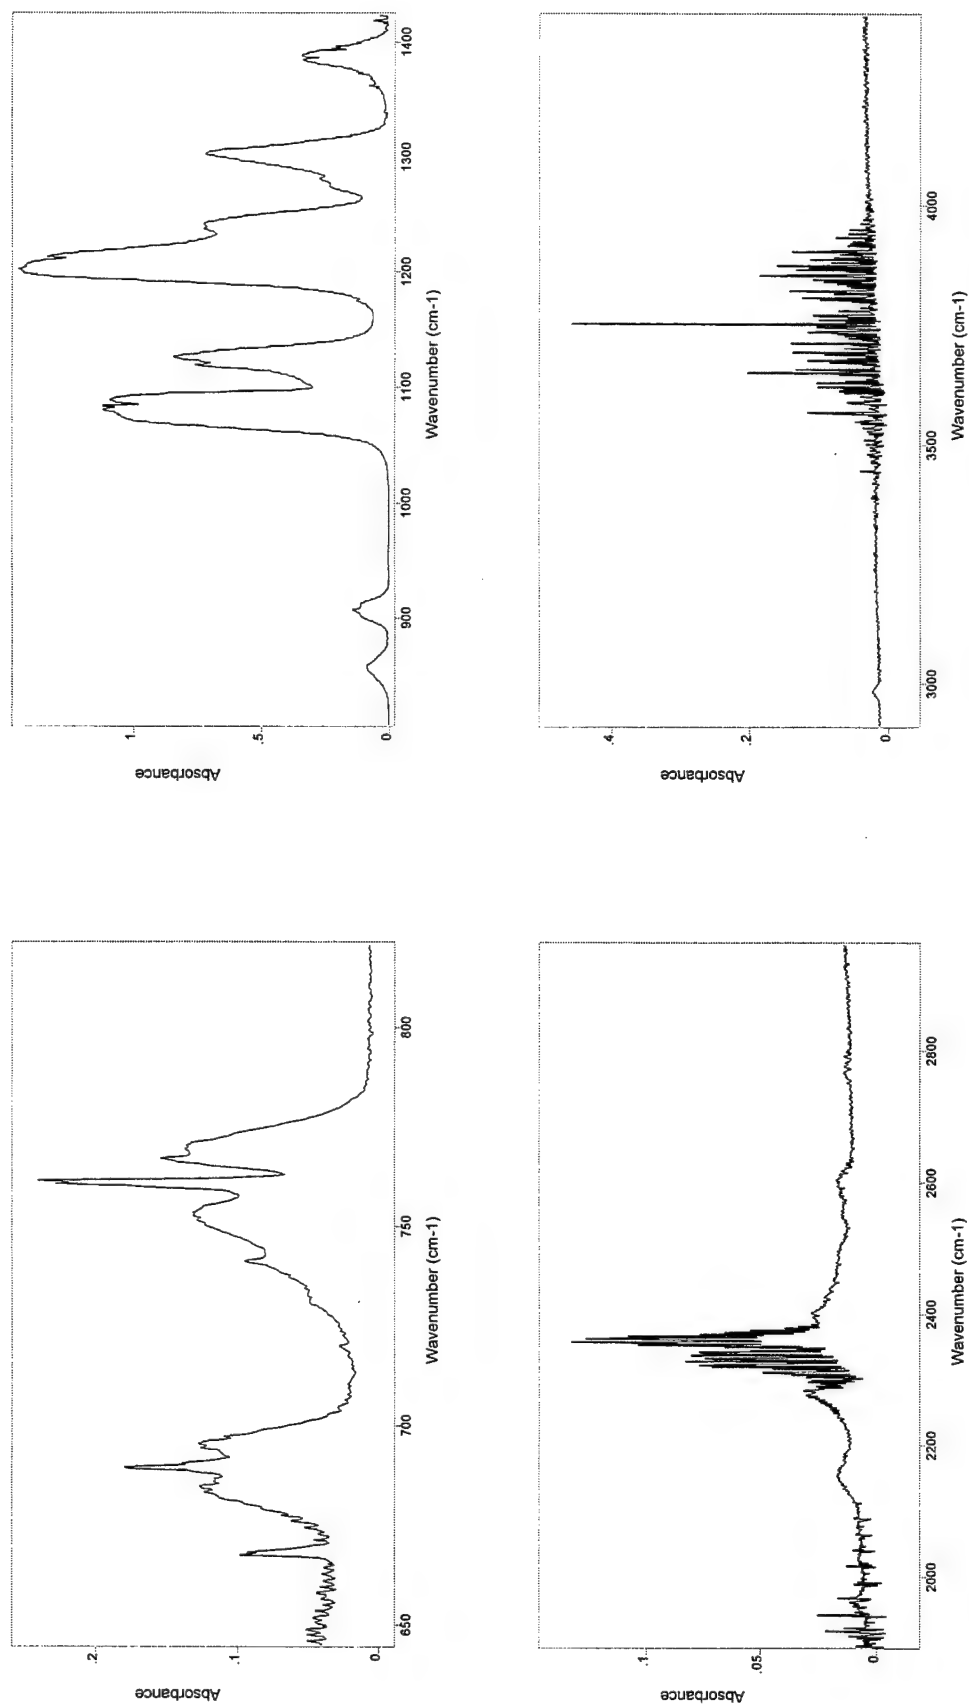 Absorbance
.2
.1
0
650 700 750 800
Wavenumber (cm-1)
Absorbance
1
.5
0
900 1000 1100 1200 1300 1400
Wavenumber (cm-1)
Absorbance
.1
.05
0
2000 2200 2400 2600 2800
Wavenumber (cm-1)
Absorbance
.4
.2
0
3000 3500 4000
Wavenumber (cm-1)